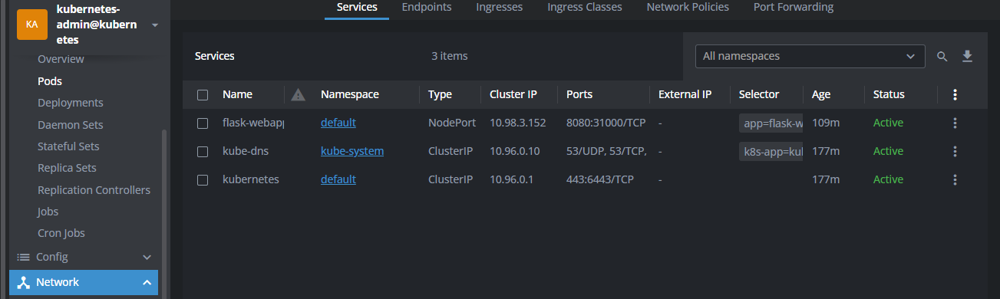 KA
kubernetes-
admin@kubern
etes
Overview
Pods
Deployments
Daemon Sets
Stateful Sets
Replica Sets
Replication Controllers
Jobs
Cron Jobs
Config
Network
Services Endpoints Ingresses Ingress Classes Network Policies Port Forwarding
Services 3 items All namespaces
Name Namespace Type Cluster IP Ports External IP Selector Age Status
flask-webapp default NodePort 10.98.3.152 8080:31000/TCP - app=flask-w 109m Active
kube-dns kube-system ClusterIP 10.96.0.10 53/UDP, 53/TCP, - k8s-app=kul 177m Active
kubernetes default ClusterIP 10.96.0.1 443:6443/TCP - 177m Active